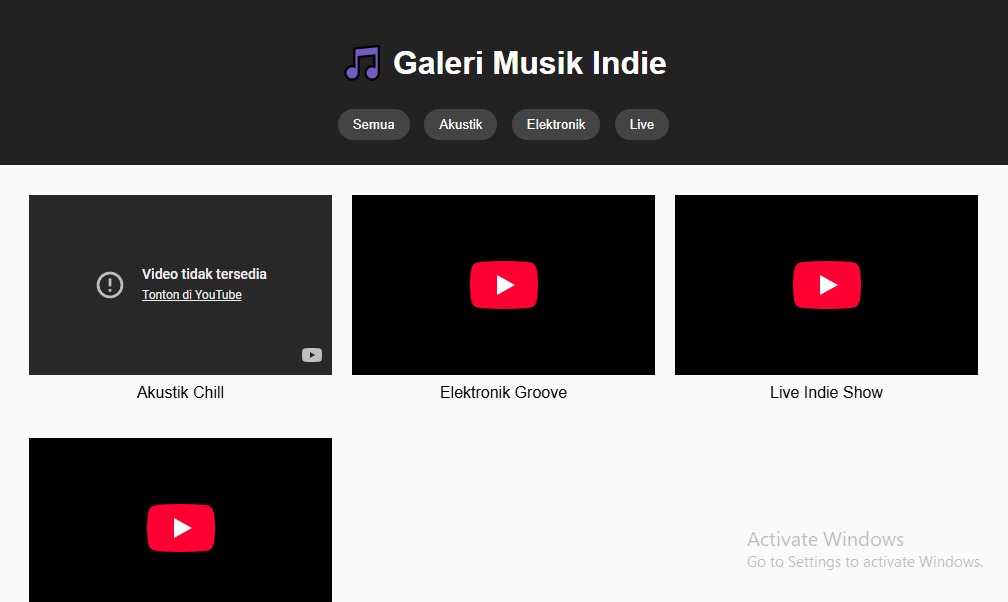 Galeri Musik Indie
Semua Akustik Elektronik Live
Video tidak tersedia
Tonton di YouTube
Akustik Chill
Elektronik Groove
Live Indie Show
Activate Windows
Go to Settings to activate Windows.